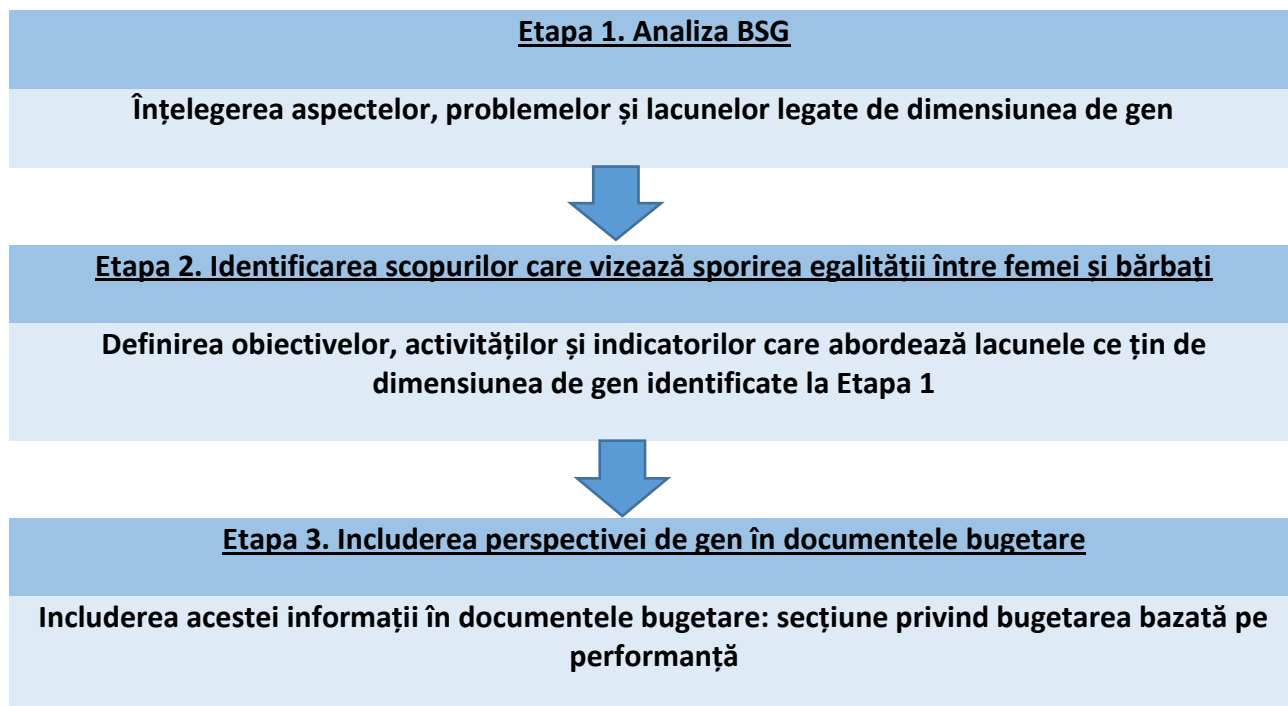 Etapa 1. Analiza BSG
Înțelegerea aspectelor, problemelor și lacunelor legate de dimensiunea de gen
Etapa 2. Identificarea scopurilor care vizează sporirea egalității între femei și bărbați
Definirea obiectivelor, activităților și indicatorilor care abordează lacunele ce țin de
dimensiunea de gen identificate la Etapa 1
Etapa 3. Includerea perspectivei de gen în documentele bugetare
Includerea acestei informații în documentele bugetare: secțiune privind bugetarea bazată pe
performanță